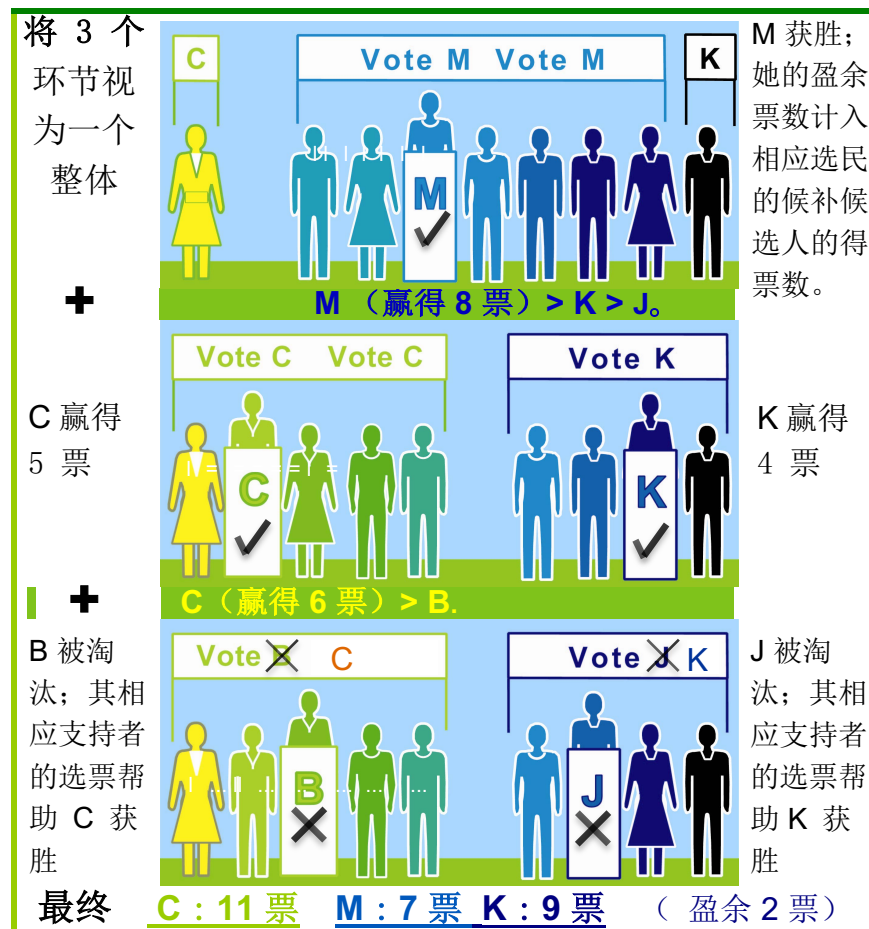 将 3 个
环节视
为一个
整体
C
Vote M Vote M
K
M
M 获胜；
她的盈余
票数计入
相应选民
的候补候
选人的得
票数。
+
M （赢得 8 票）> K > J。
Vote C Vote C
Vote K
C 赢得
5 票
C
K
K 赢得
4 票
+
C（赢得 6 票）> B.
B 被淘
汰；其相
应支持者
的选票帮
助 C 获
胜
Vote B C
Vote J K
B
J
J 被淘
汰；其相
应支持者
的选票帮
助 K 获
胜
最终 C：11 票 M：7 票 K：9 票 （ 盈余 2 票）